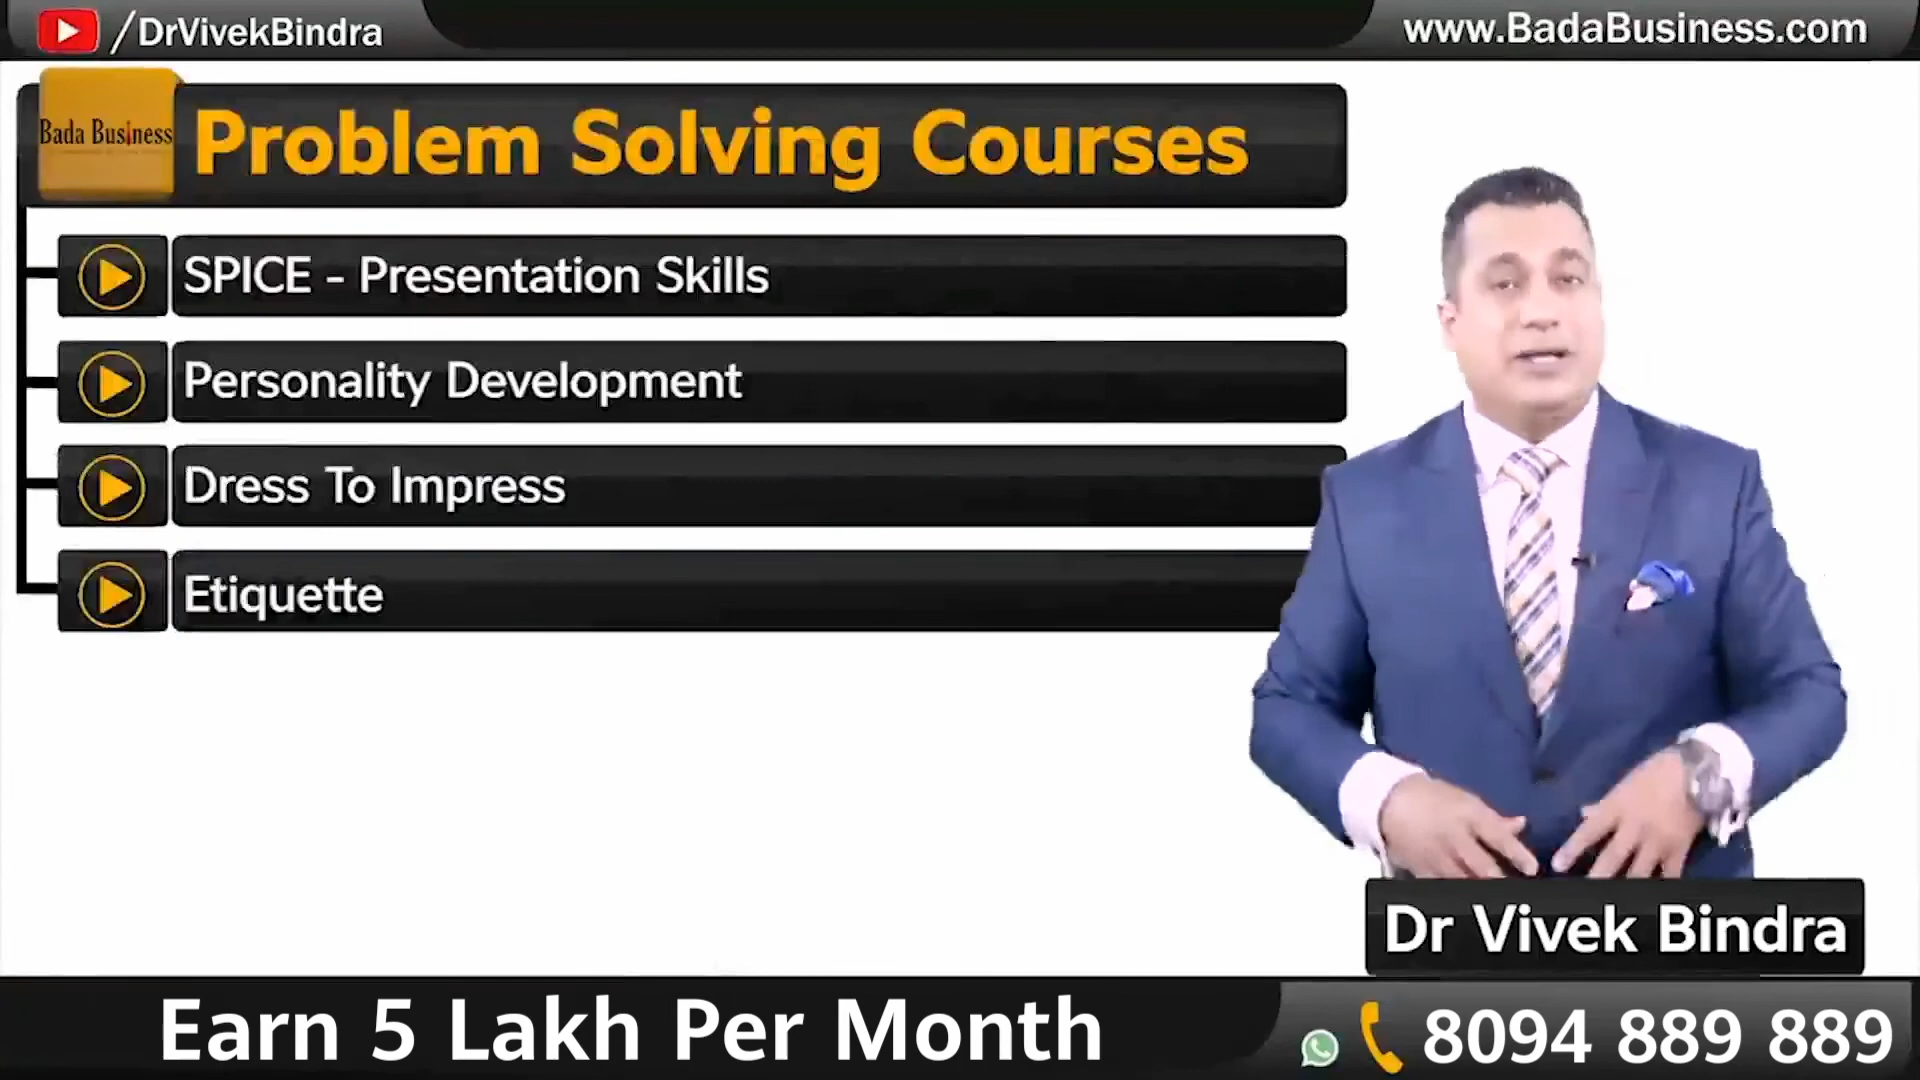 /DrVivekBindra
www.BadaBusiness.com
Bada Business
Problem Solving Courses
SPICE - Presentation Skills
Personality Development
Dress To Impress
Etiquette
Dr Vivek Bindra
Earn 5 Lakh Per Month
8094 889 889